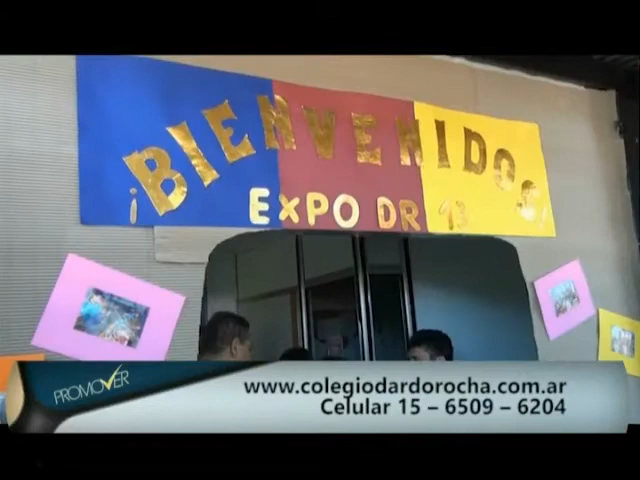 ¡BIENVENIDOS!
EXPO DR 13
PROMOVER
www.colegiodardorocha.com.ar
Celular 15 – 6509 – 6204